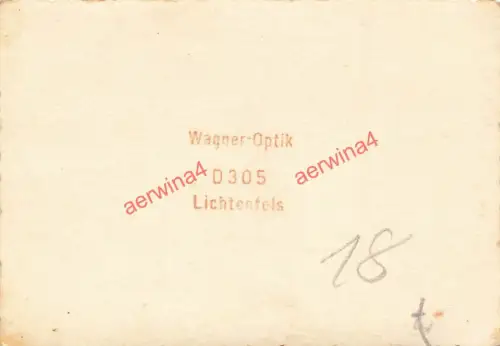 Wagner-Optik
aerwina4
aerwina4
D305
Lichtenfels
18
t